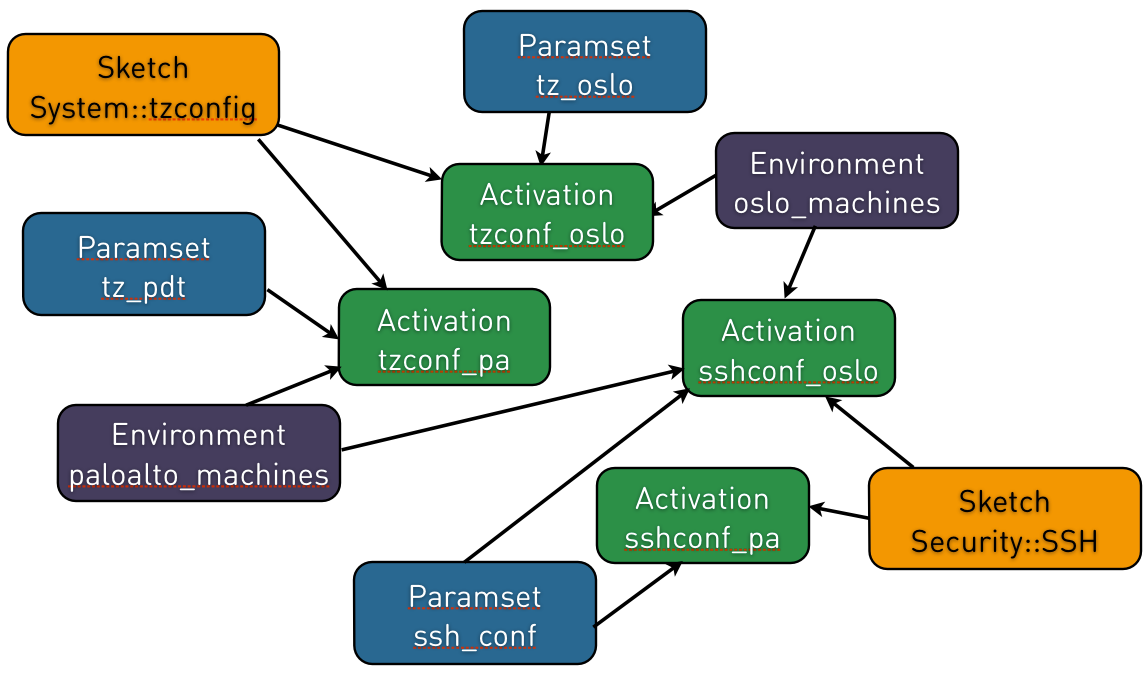 Sketch
System::tzconfig
Paramset
tz_oslo
Environment
oslo_machines
Activation
tzconf_oslo
Paramset
tz_pdt
Activation
tzconf_pa
Activation
sshconf_oslo
Environment
paloalto_machines
Activation
sshconf_pa
Sketch
Security::SSH
Paramset
ssh_conf